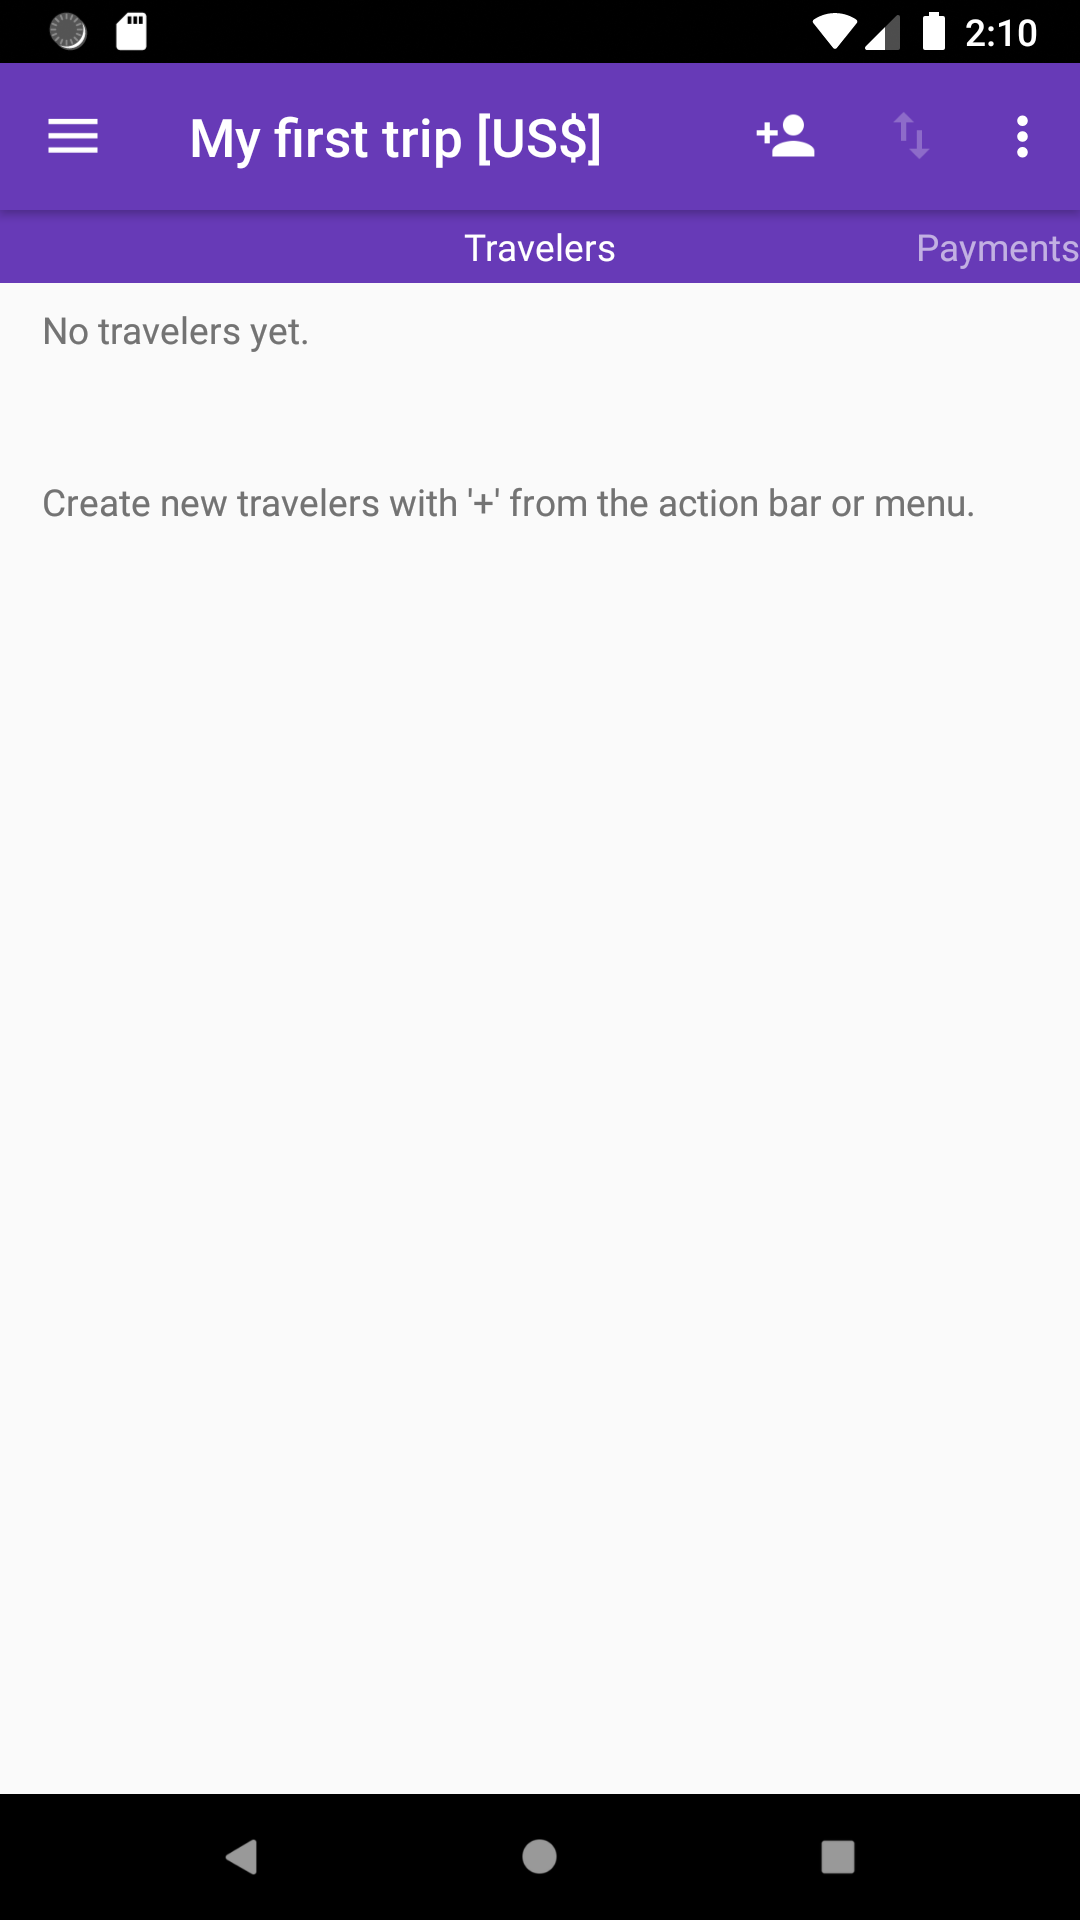 2:10
My first trip [US$]
Travelers
Payments
No travelers yet.
Create new travelers with '+' from the action bar or menu.